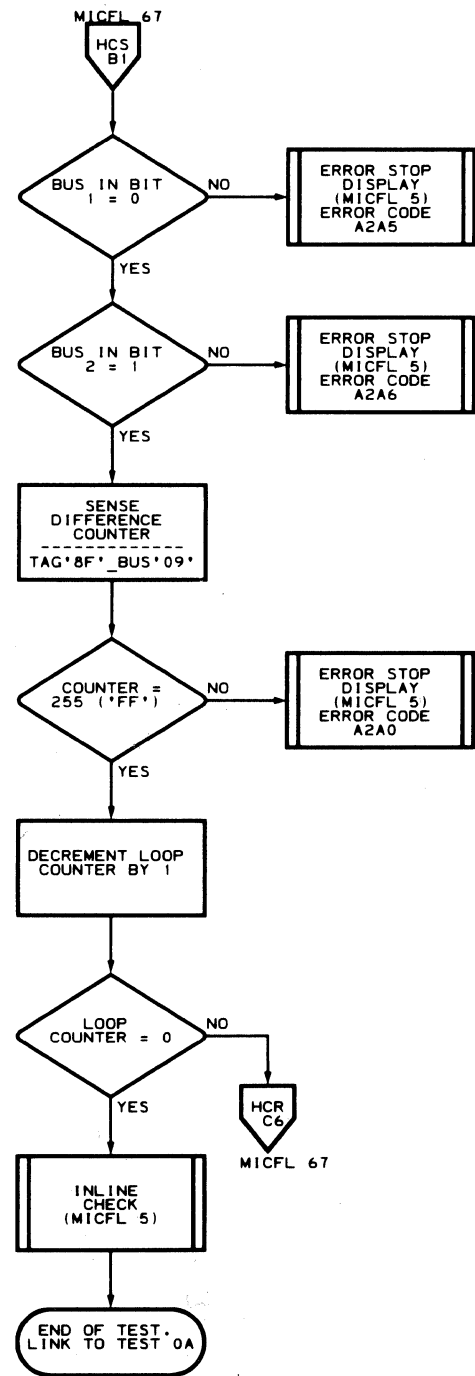 MICFL 67
HCS
B1
BUS IN BIT
1 = 0
NO
ERROR STOP
DISPLAY
(MICFL 5)
ERROR CODE
A2A5
YES
BUS IN BIT
2 = 1
NO
ERROR STOP
DISPLAY
(MICFL 5)
ERROR CODE
A2A6
YES
SENSE
DIFFERENCE
COUNTER
----------------
TAG'8F'_BUS'09'
COUNTER =
255 ('FF')
NO
ERROR STOP
DISPLAY
(MICFL 5)
ERROR CODE
A2A0
YES
DECREMENT LOOP
COUNTER BY 1
LOOP
COUNTER = 0
NO
HCR
C6
MICFL 67
YES
INLINE
CHECK
(MICFL 5)
END OF TEST.
LINK TO TEST 0A